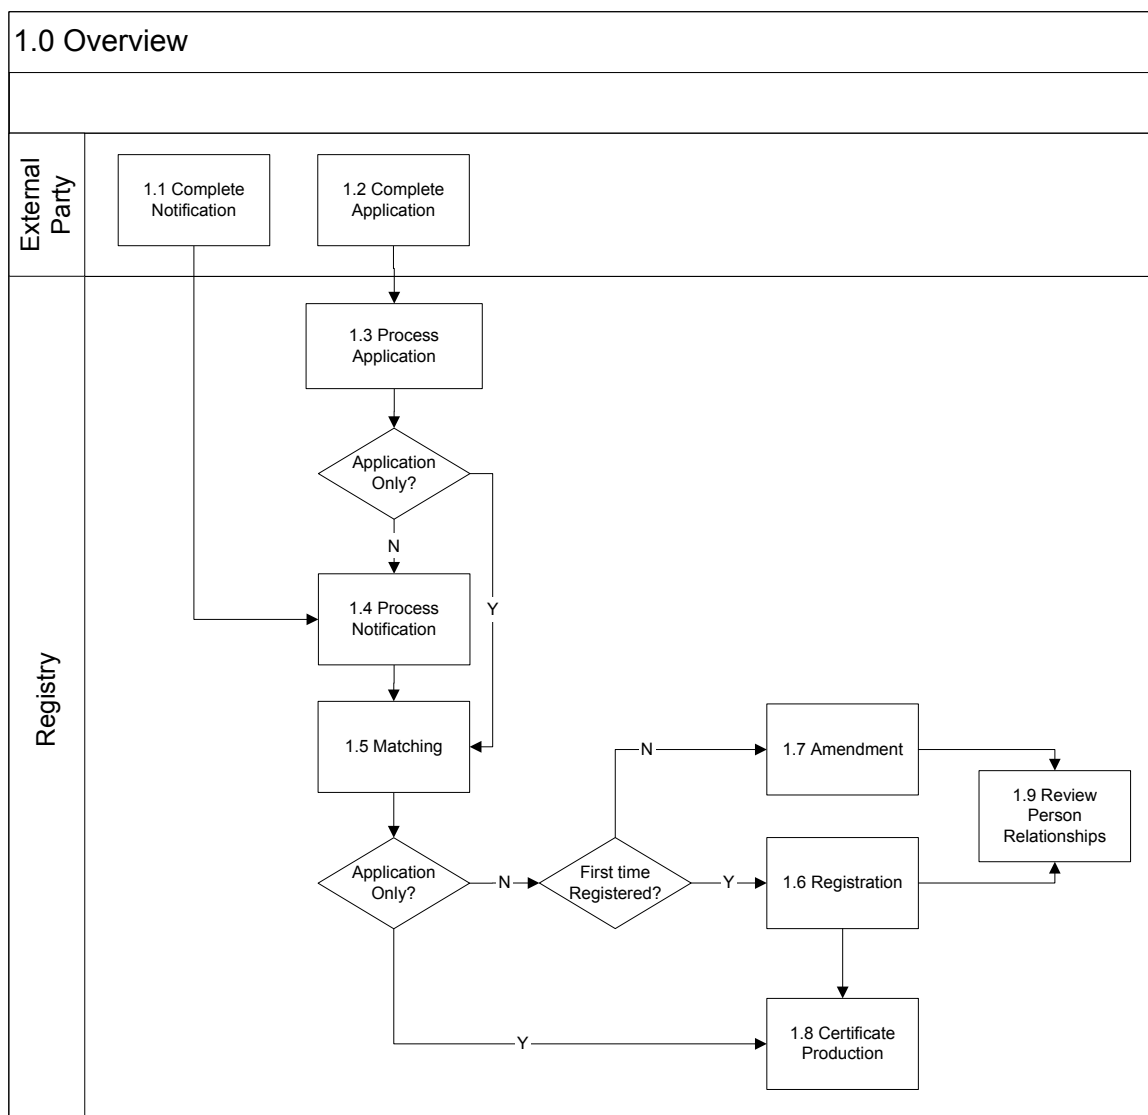 1.0 Overview
External
Party
1.1 Complete
Notification
1.2 Complete
Application
Registry
1.3 Process
Application
Application
Only?
N
Y
1.4 Process
Notification
1.5 Matching
Application
Only?
N
First time
Registered?
N
1.7 Amendment
1.9 Review
Person
Relationships
Y
1.6 Registration
Y
1.8 Certificate
Production